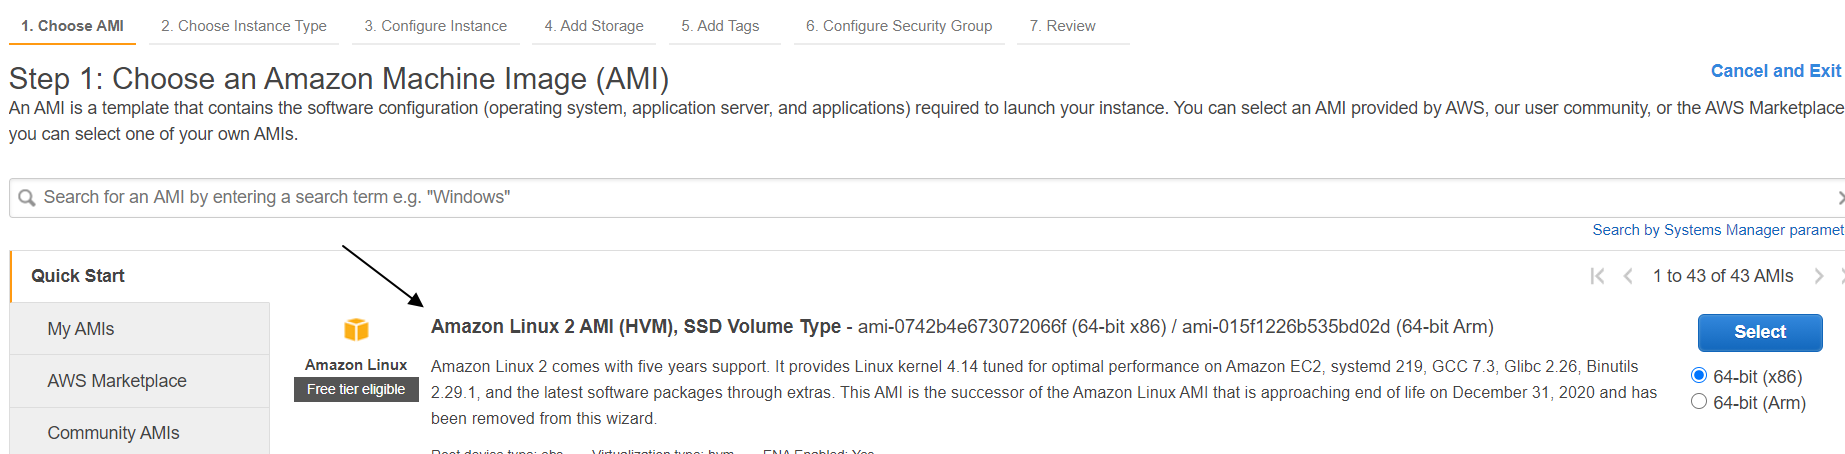 1. Choose AMI 2. Choose Instance Type 3. Configure Instance 4. Add Storage 5. Add Tags 6. Configure Security Group 7. Review
Step 1: Choose an Amazon Machine Image (AMI)
Cancel and Exit
An AMI is a template that contains the software configuration (operating system, application server, and applications) required to launch your instance. You can select an AMI provided by AWS, our user community, or the AWS Marketplace
you can select one of your own AMIs.
Search for an AMI by entering a search term e.g. "Windows"
Search by Systems Manager paramet
Quick Start
1 to 43 of 43 AMIs
My AMIs
AWS Marketplace
Community AMIs
Amazon Linux
Free tier eligible
Amazon Linux 2 AMI (HVM), SSD Volume Type - ami-0742b4e673072066f (64-bit x86) / ami-015f1226b535bd02d (64-bit Arm)
Amazon Linux 2 comes with five years support. It provides Linux kernel 4.14 tuned for optimal performance on Amazon EC2, systemd 219, GCC 7.3, Glibc 2.26, Binutils
2.29.1, and the latest software packages through extras. This AMI is the successor of the Amazon Linux AMI that is approaching end of life on December 31, 2020 and has
been removed from this wizard.
Root device type: ebs Virtualization type: hvm ENA Enabled: Yes
Select
64-bit (x86)
64-bit (Arm)